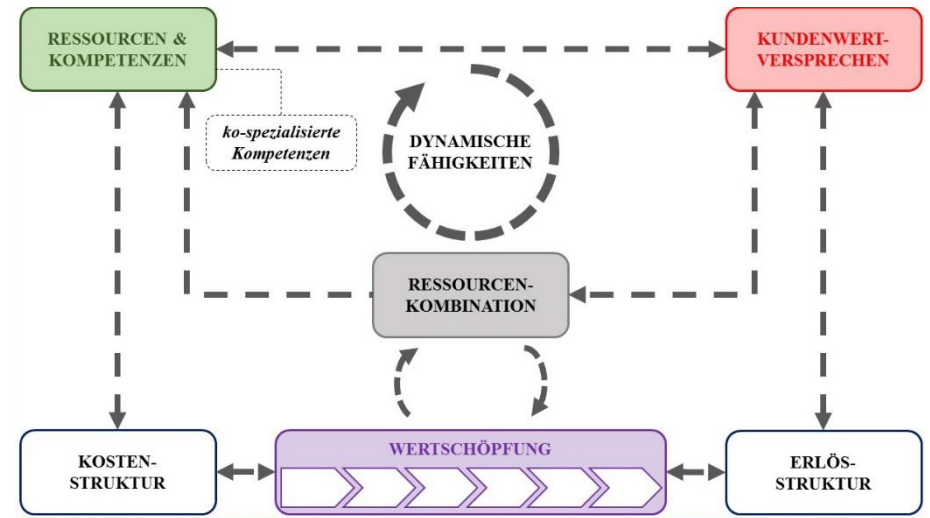 RESSOURCEN &
KOMPETENZEN
KUNDENWERT-
VERSPRECHEN
ko-spezialisierte
Kompetenzen
DYNAMISCHE
FÄHIGKEITEN
RESSOURCEN-
KOMBINATION
KOSTEN-
STRUKTUR
WERTSCHÖPFUNG
ERLÖS-
STRUKTUR